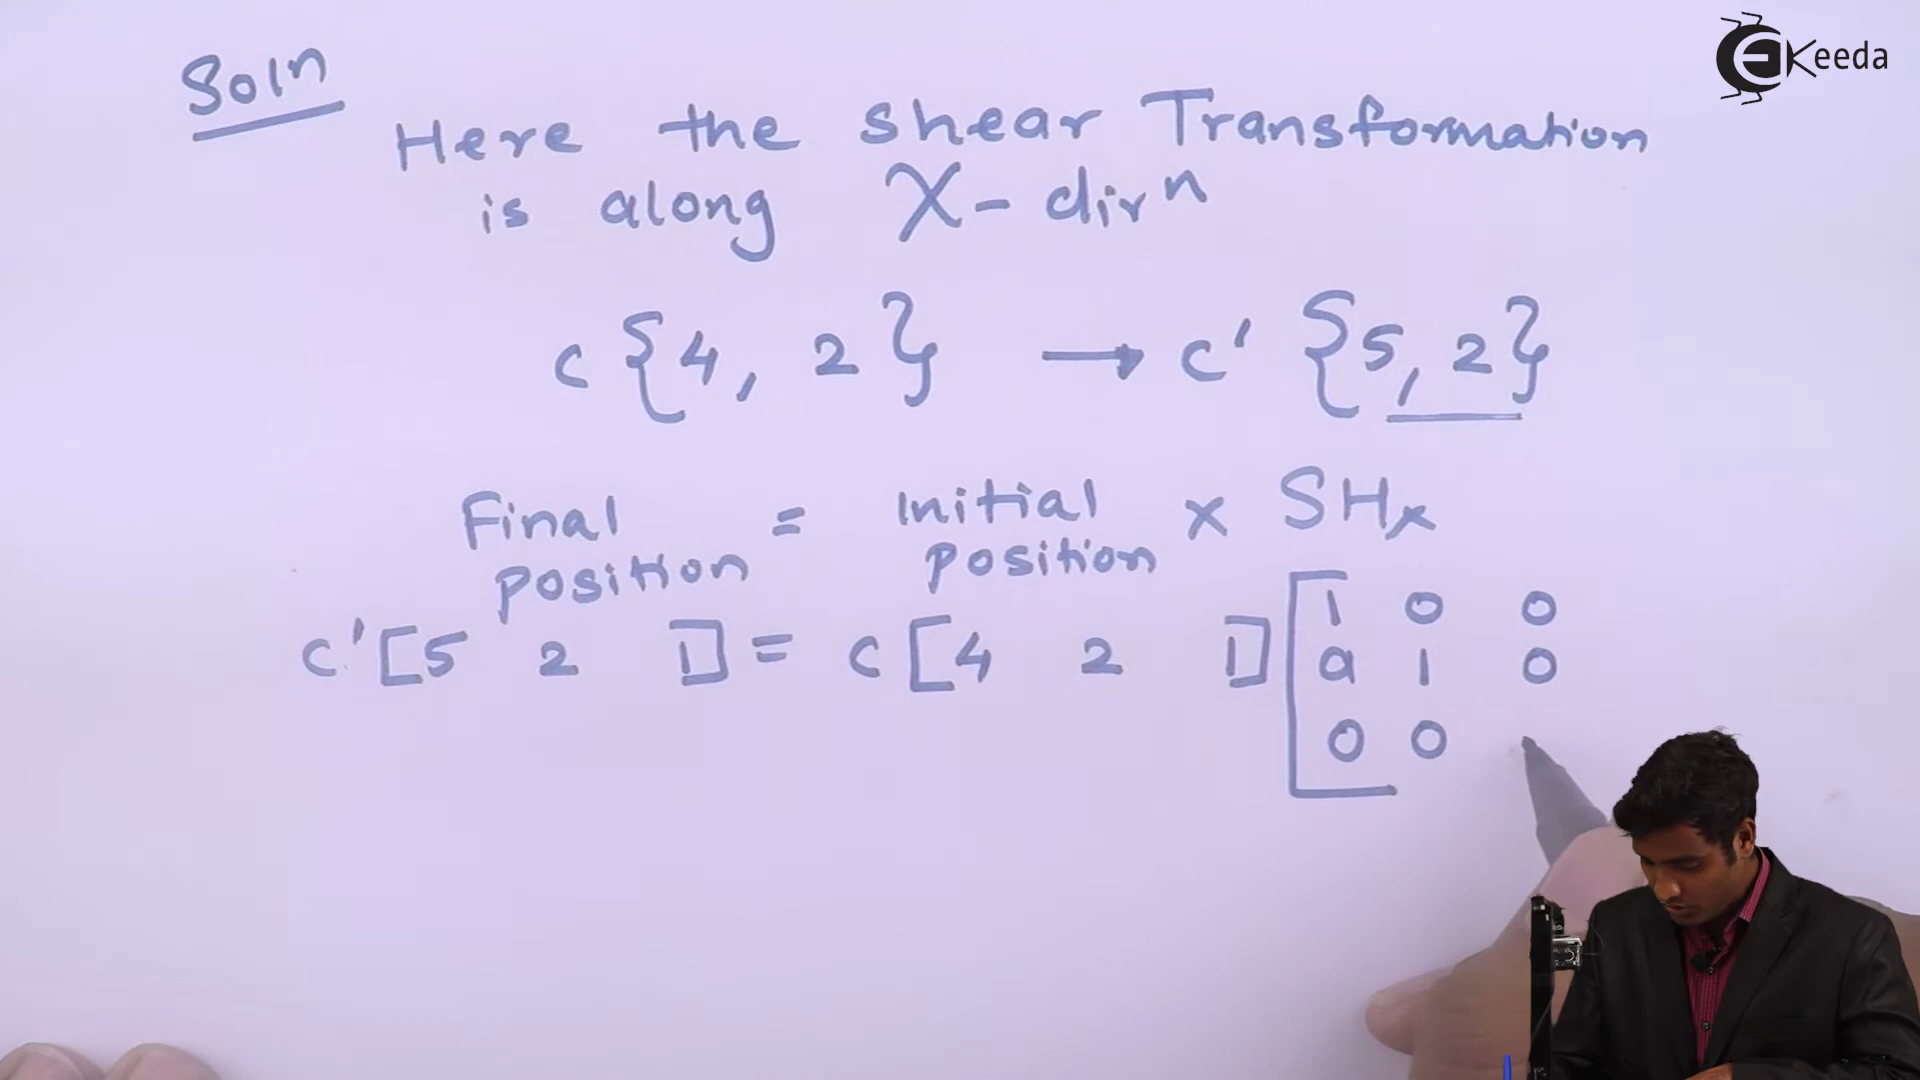 Soln
Keeda
Here the shear Transformation
is along X-dirⁿ
c {4, 2} → c' {5, 2}
Final position = Initial position × SHx
c' [5 2 1] = c [4 2 1] [1 0 0
a 1 0
0 0